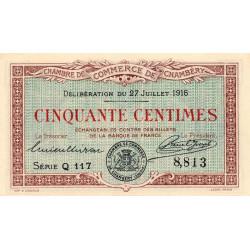 CHAMBRE DE COMMERCE DE CHAMBÉRY
DÉLIBÉRATION DU 27 JUILLET 1916
CINQUANTE CENTIMES
ÉCHANGEABLES CONTRE DES BILLETS
DE LA BANQUE DE FRANCE
Le Trésorier Le Président
SÉRIE Q 117 8,813